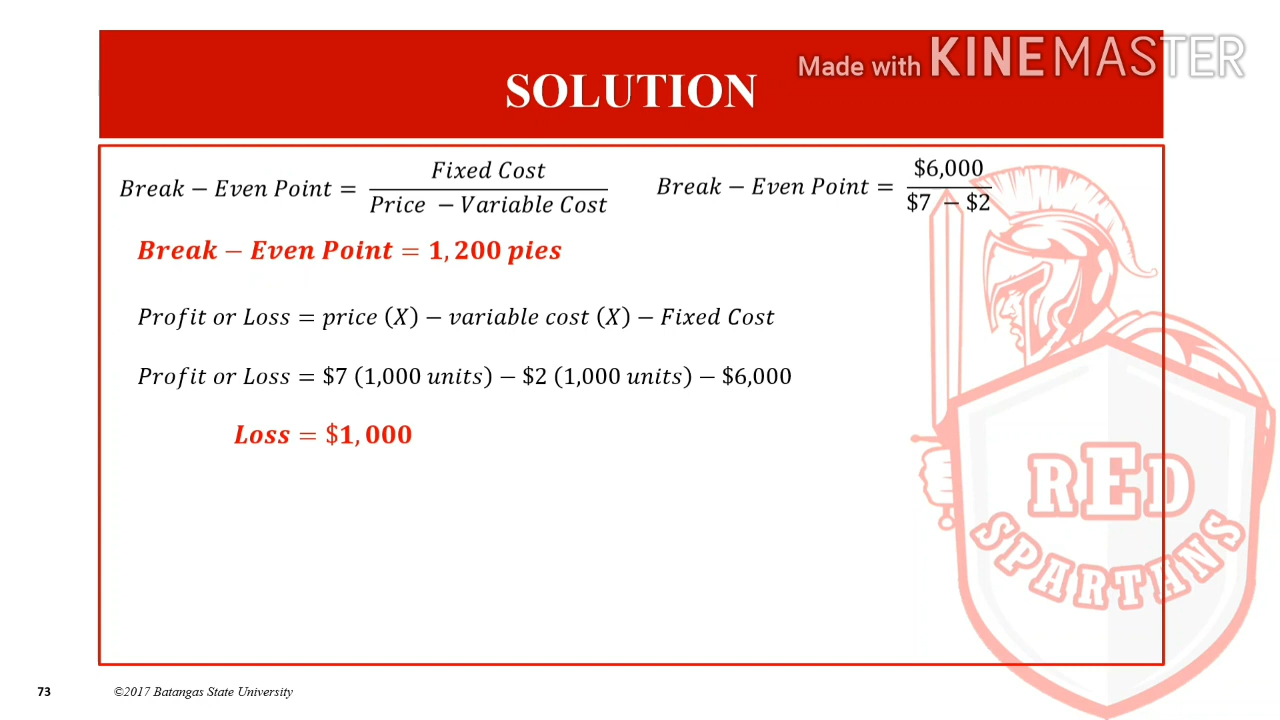 Made with KINEMASTER
SOLUTION
Break − Even Point = Fixed Cost / Price − Variable Cost
Break − Even Point = $6,000 / $7 − $2
Break − Even Point = 1,200 pies
Profit or Loss = price (X) − variable cost (X) − Fixed Cost
Profit or Loss = $7 (1,000 units) − $2 (1,000 units) − $6,000
Loss = $1,000
RED
SPARTANS
73 ©2017 Batangas State University